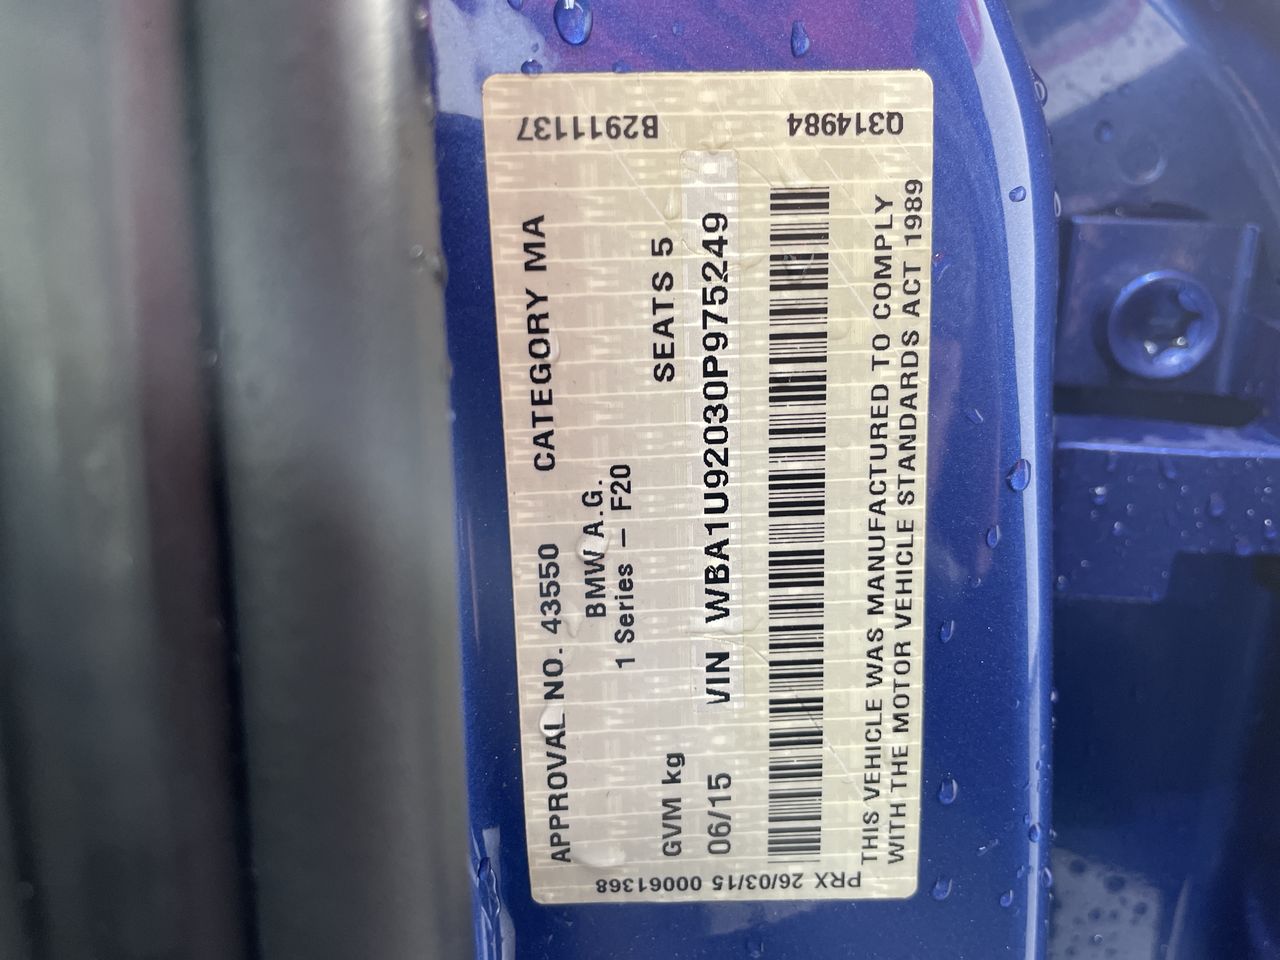 APPROVAL NO. 43550 CATEGORY MA
BMW A.G.
1 Series – F20
GVM kg SEATS 5
06/15 VIN WBA1U92030P975249
THIS VEHICLE WAS MANUFACTURED TO COMPLY
WITH THE MOTOR VEHICLE STANDARDS ACT 1989
B2911137 Q314984
PRX 26/03/15 00061368